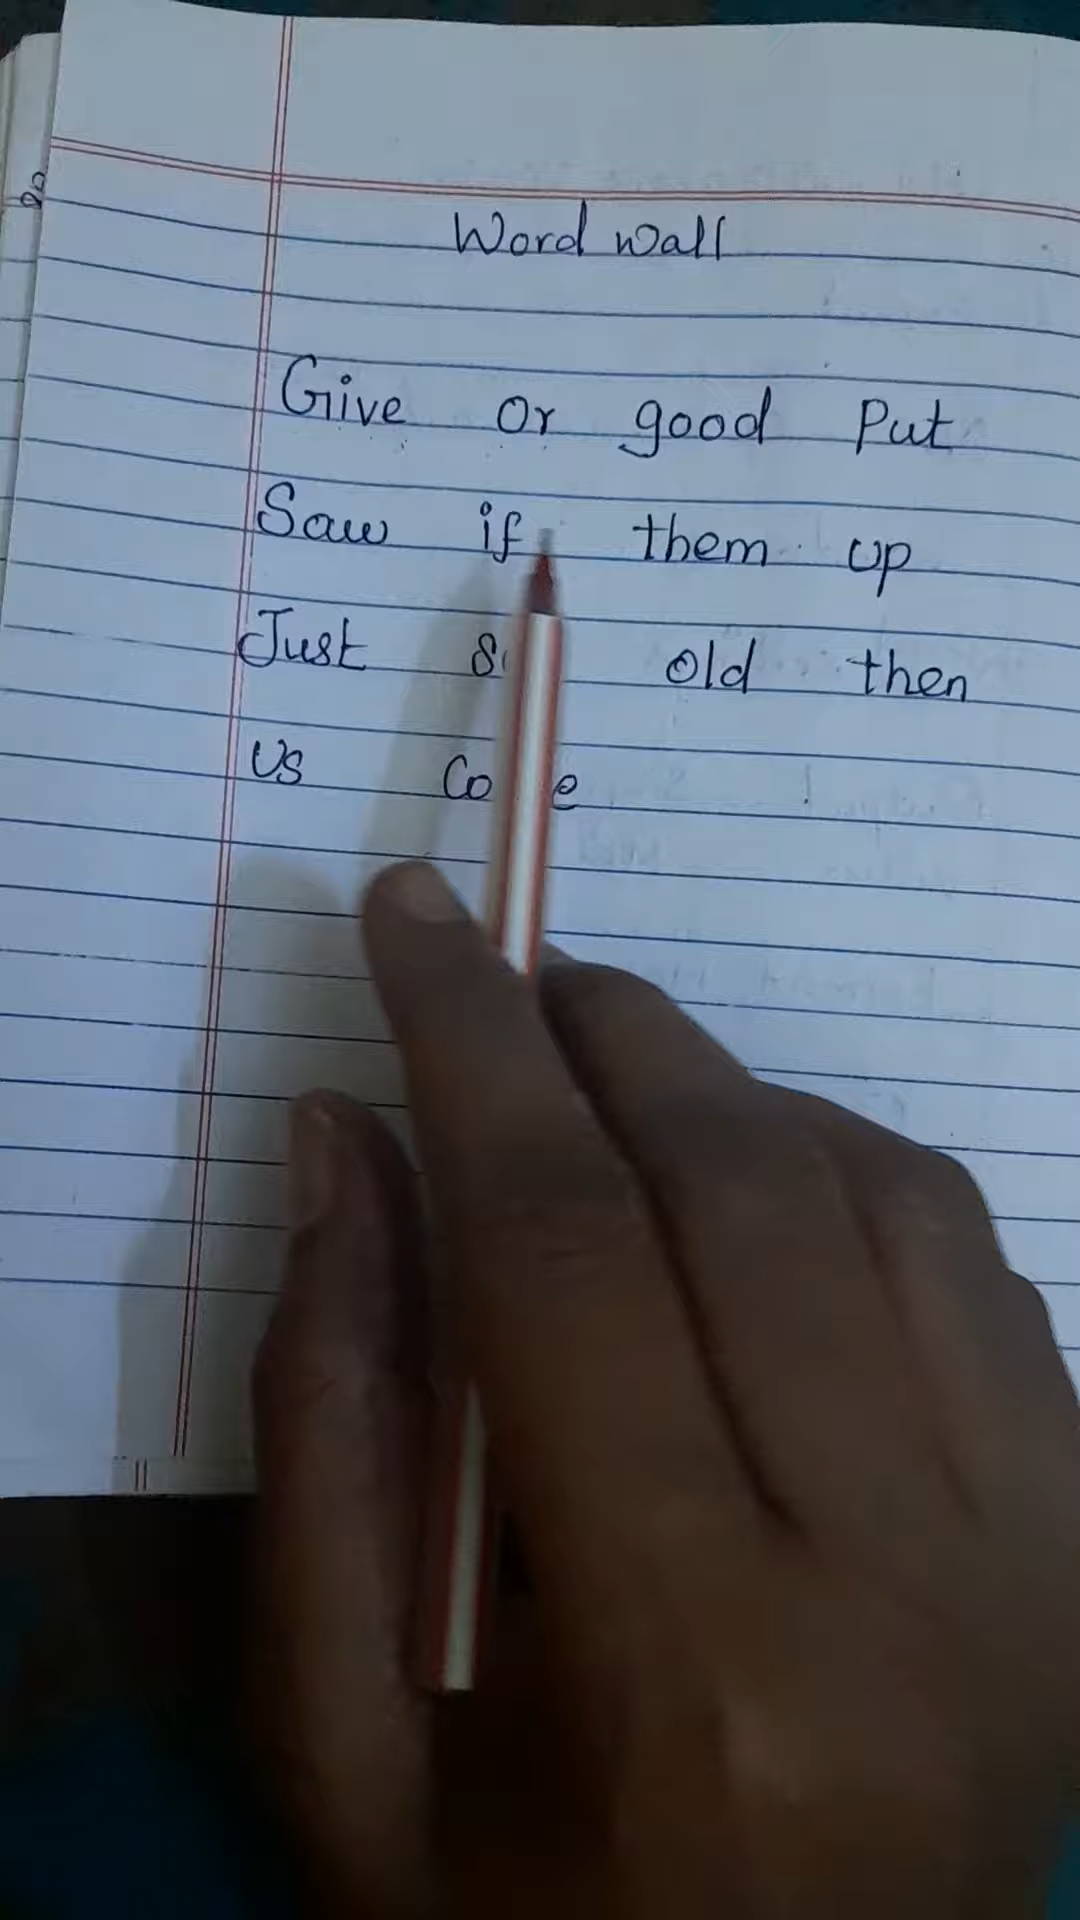 Word wall
Give or good Put
Saw if them up
Just old then
us